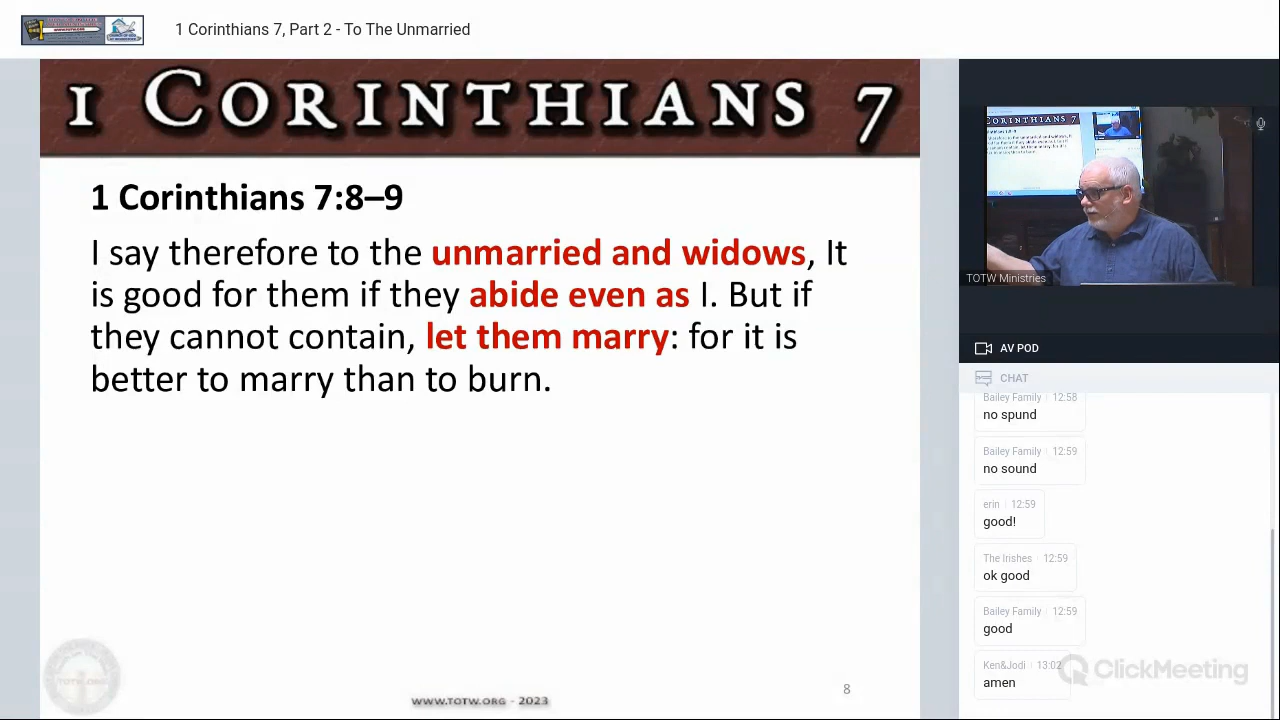 1 Corinthians 7, Part 2 - To The Unmarried
1 CORINTHIANS 7
1 Corinthians 7:8–9
I say therefore to the unmarried and widows, It
is good for them if they abide even as I. But if
they cannot contain, let them marry: for it is
better to marry than to burn.
WWW.TOTW.ORG - 2023
8
CORINTHIANS 7
TOTW Ministries
AV POD
CHAT
Bailey Family 12:58
no spund
Bailey Family 12:59
no sound
erin 12:59
good!
The Irishes 12:59
ok good
Bailey Family 12:59
good
Ken&Jodi 13:02
amen
ClickMeeting